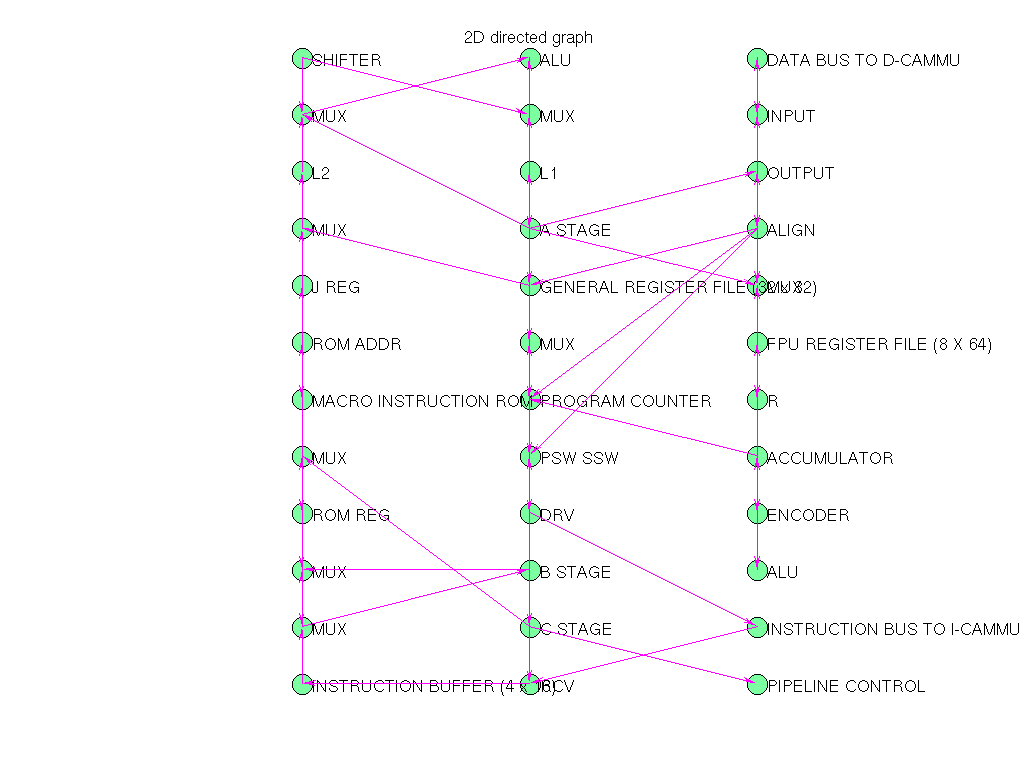 2D directed graph
SHIFTER
ALU
DATA BUS TO D-CAMMU
MUX
MUX
INPUT
L2
L1
OUTPUT
MUX
A STAGE
ALIGN
J REG
GENERAL REGISTER FILE (32 X 32)
MUX
ROM ADDR
MUX
FPU REGISTER FILE (8 X 64)
MACRO INSTRUCTION ROM
PROGRAM COUNTER
R
MUX
PSW SSW
ACCUMULATOR
ROM REG
DRV
ENCODER
MUX
B STAGE
ALU
MUX
C STAGE
INSTRUCTION BUS TO I-CAMMU
INSTRUCTION BUFFER (4 x 16)
RCV
PIPELINE CONTROL